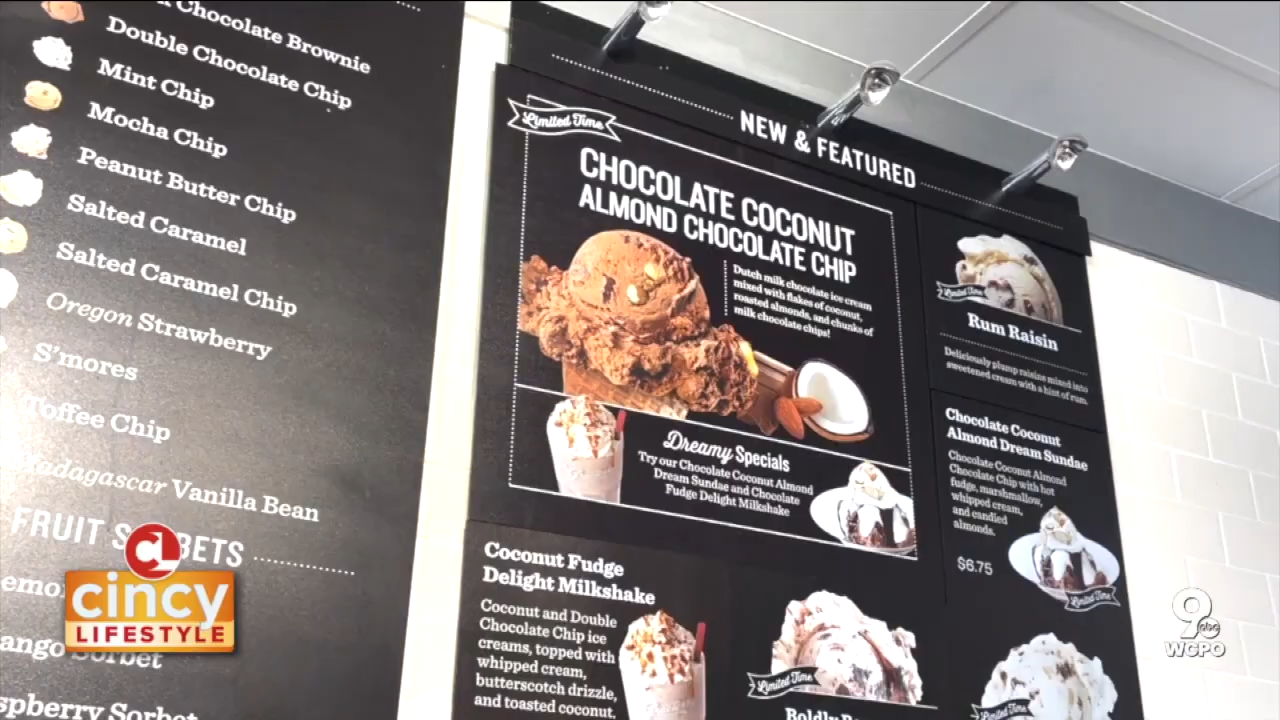 Chocolate Brownie
Double Chocolate Chip
Mint Chip
Mocha Chip
Peanut Butter Chip
Salted Caramel
Salted Caramel Chip
Oregon Strawberry
S'mores
Toffee Chip
Madagascar Vanilla Bean
FRUIT
Sorbet
Sorbet
NEW & FEATURED
Limited Time
CHOCOLATE COCONUT
ALMOND CHOCOLATE CHIP
Dutch milk chocolate ice cream
mixed with flakes of coconut,
roasted almonds, and chunks of
milk chocolate chips!
Dreamy Specials
Try our Chocolate Coconut Almond
Dream Sundae and Chocolate
Fudge Delight Milkshake
Limited Time
Rum Raisin
Deliciously plump raisins mixed into
sweetened cream with a hint of rum.
Chocolate Coconut
Almond Dream Sundae
Chocolate Coconut Almond
Chocolate Chip with hot
fudge, marshmallow,
whipped cream,
and candied
almonds.
$6.75
Limited Time
Coconut Fudge
Delight Milkshake
Coconut and Double
Chocolate Chip ice
creams, topped with
whipped cream,
butterscotch drizzle,
and toasted coconut.
Limited Time
Boldly
Limited Time
cincy
LIFESTYLE
9
abc
WCPO